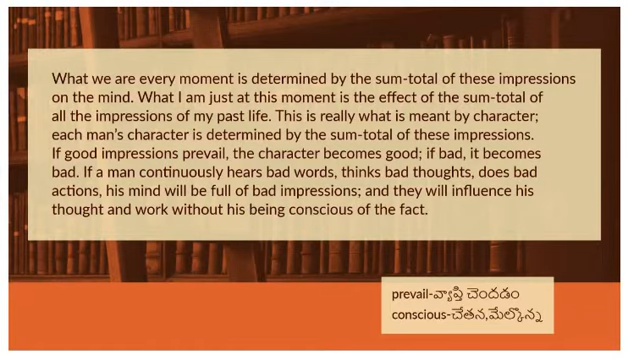 What we are every moment is determined by the sum-total of these impressions
on the mind. What I am just at this moment is the effect of the sum-total of
all the impressions of my past life. This is really what is meant by character;
each man's character is determined by the sum-total of these impressions.
If good impressions prevail, the character becomes good; if bad, it becomes
bad. If a man continuously hears bad words, thinks bad thoughts, does bad
actions, his mind will be full of bad impressions; and they will influence his
thought and work without his being conscious of the fact.
prevail-వ్యాప్తి చెందడం
conscious-చేతన,మేల్కొన్న